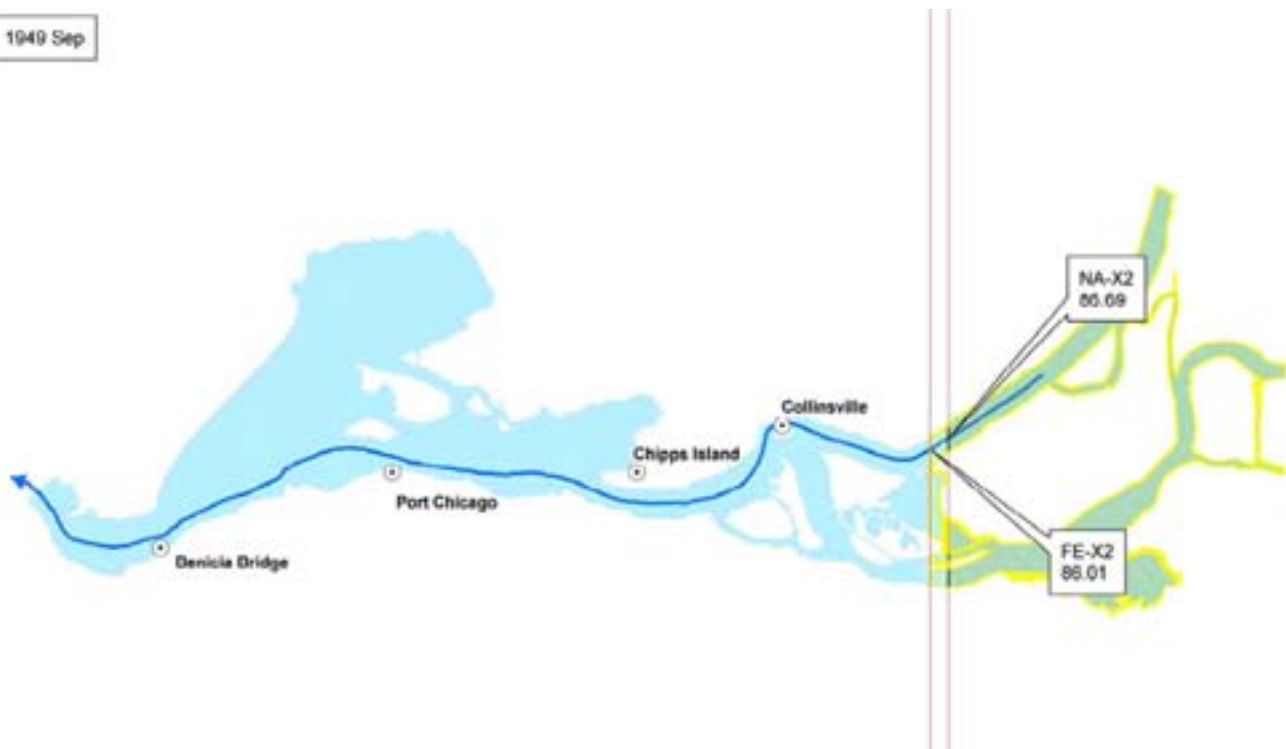 1949 Sep
NA-X2
86.69
Collinsville
Chipps Island
Port Chicago
Benicia Bridge
FE-X2
86.01